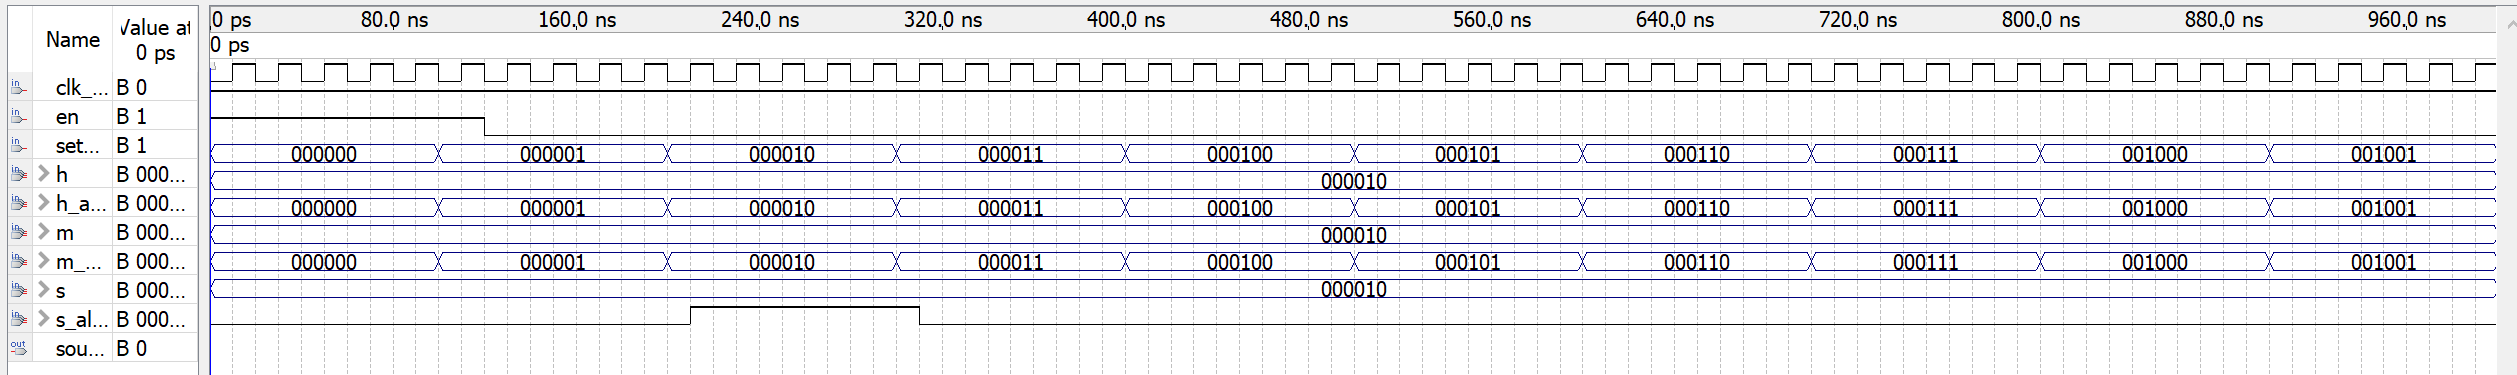 0 ps 80.0 ns 160.0 ns 240.0 ns 320.0 ns 400.0 ns 480.0 ns 560.0 ns 640.0 ns 720.0 ns 800.0 ns 880.0 ns 960.0 ns
Name Value at 0 ps
0 ps
clk_... B 0
en B 1
set... B 1
000000 000001 000010 000011 000100 000101 000110 000111 001000 001001
h B 000...
000010
h_a... B 000...
000000 000001 000010 000011 000100 000101 000110 000111 001000 001001
m B 000...
000010
m_... B 000...
000000 000001 000010 000011 000100 000101 000110 000111 001000 001001
s B 000...
000010
s_al... B 000...
sou... B 0